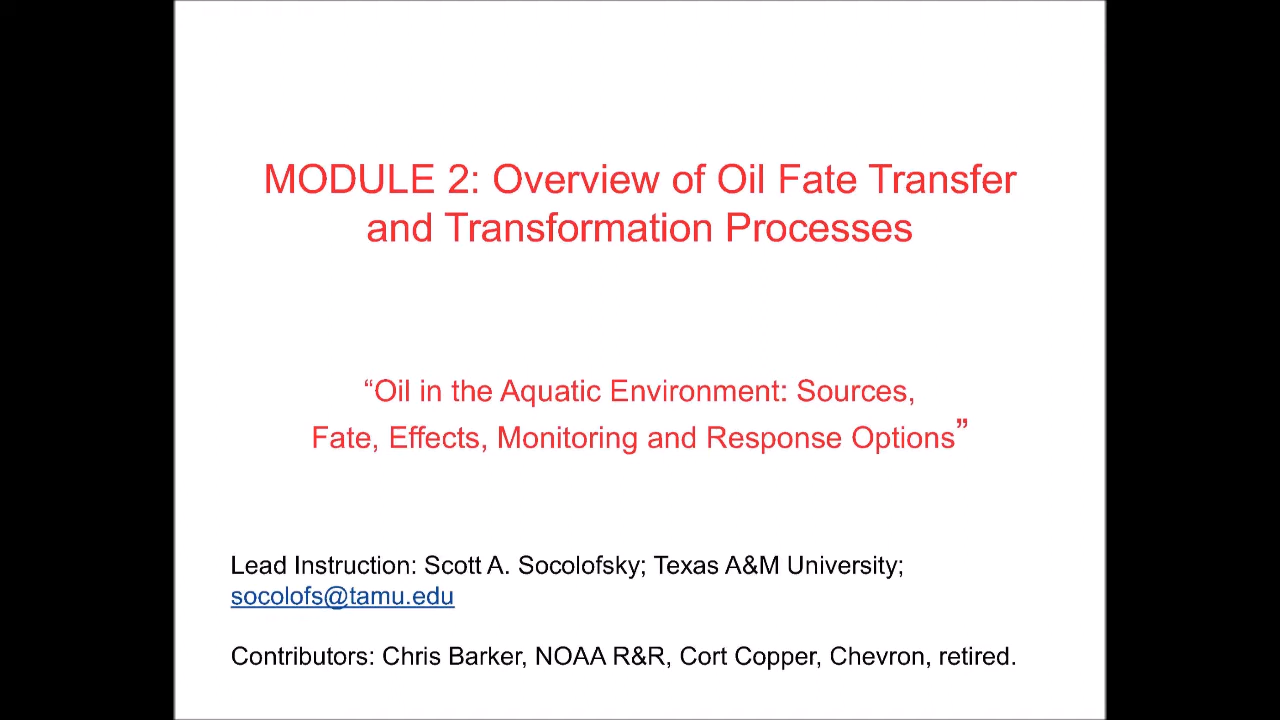 MODULE 2: Overview of Oil Fate Transfer
and Transformation Processes
“Oil in the Aquatic Environment: Sources,
Fate, Effects, Monitoring and Response Options”
Lead Instruction: Scott A. Socolofsky; Texas A&M University;
socolofs@tamu.edu
Contributors: Chris Barker, NOAA R&R, Cort Copper, Chevron, retired.